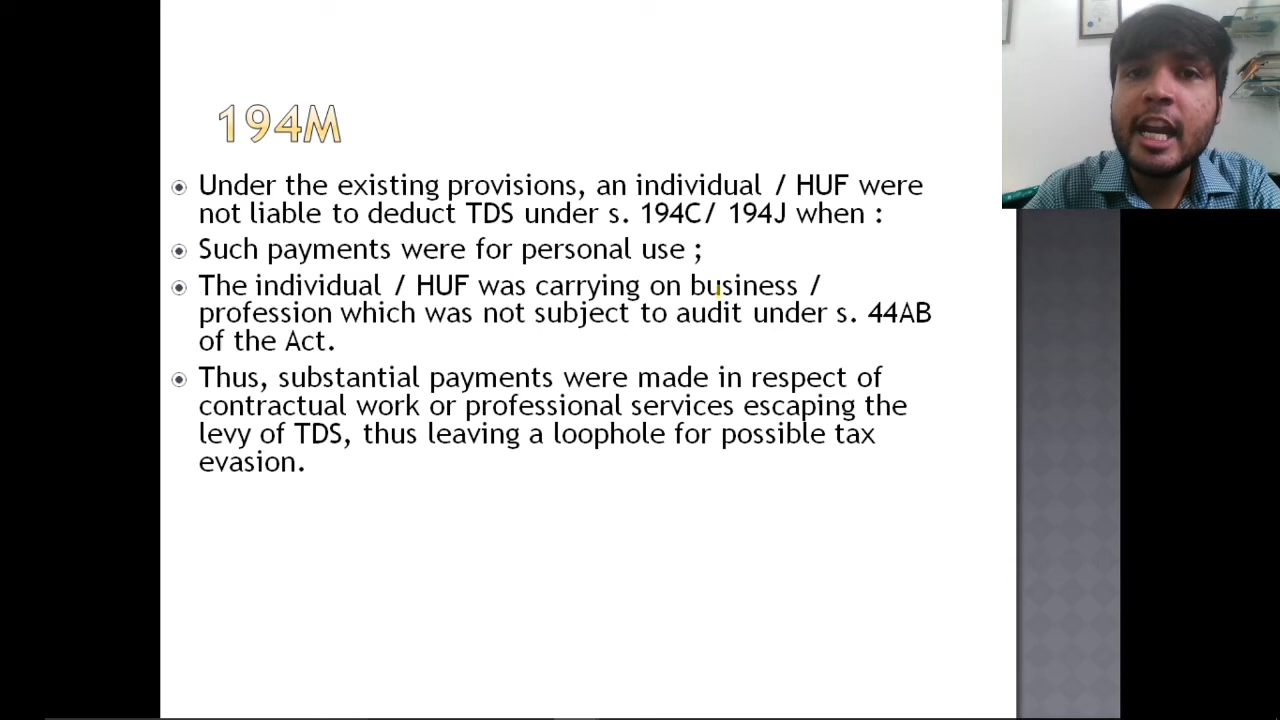 194M
Under the existing provisions, an individual / HUF were
not liable to deduct TDS under s. 194C/ 194J when :
Such payments were for personal use ;
The individual / HUF was carrying on business /
profession which was not subject to audit under s. 44AB
of the Act.
Thus, substantial payments were made in respect of
contractual work or professional services escaping the
levy of TDS, thus leaving a loophole for possible tax
evasion.